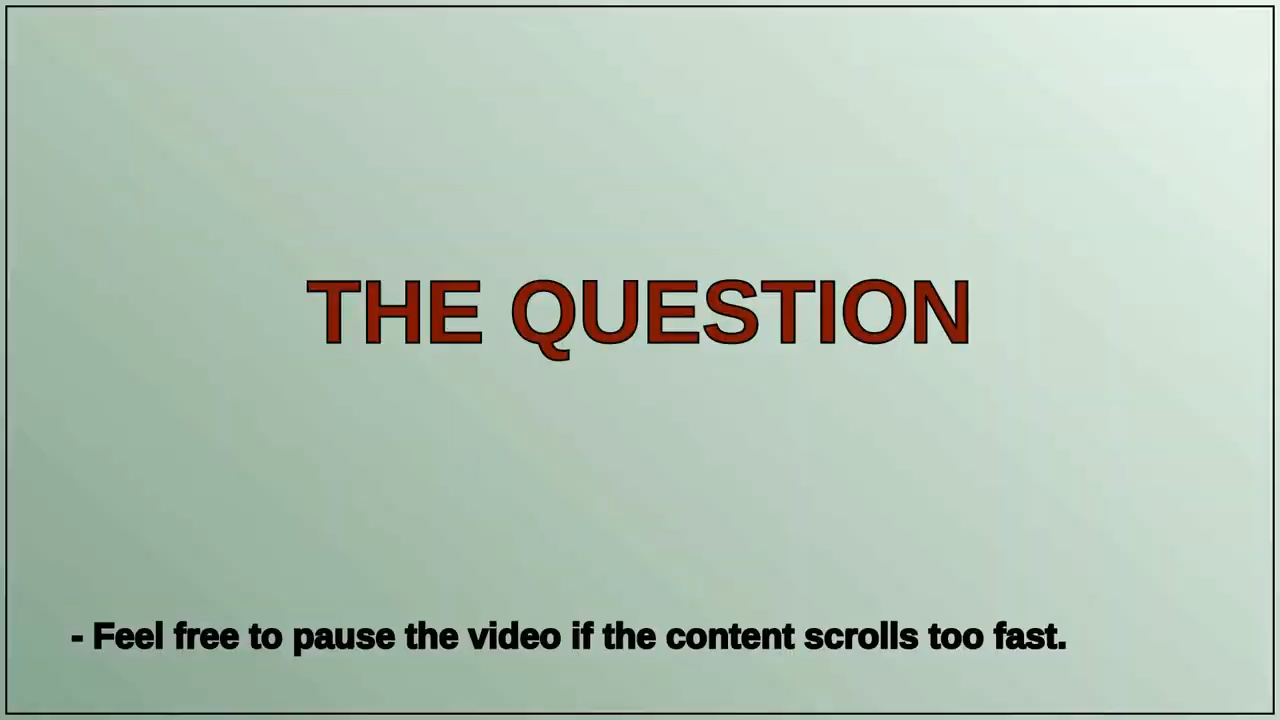 THE QUESTION
- Feel free to pause the video if the content scrolls too fast.